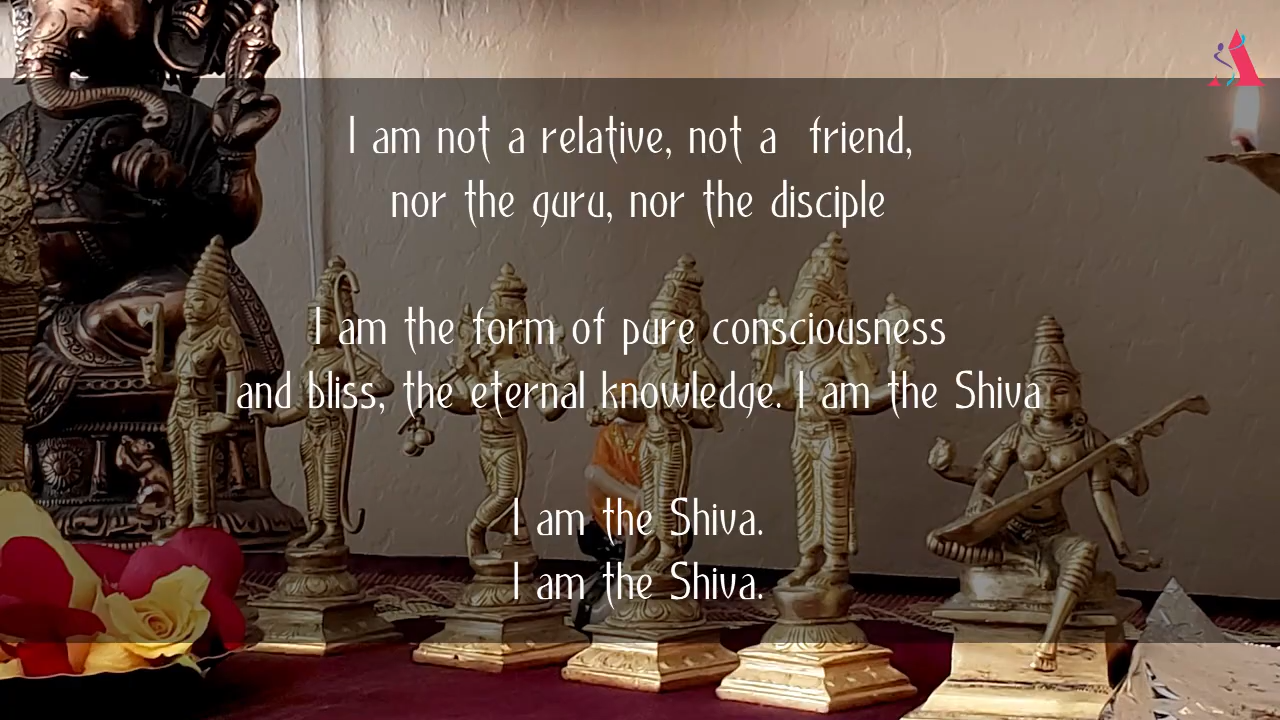 I am not a relative, not a friend,
nor the guru, nor the disciple
I am the form of pure consciousness
and bliss, the eternal knowledge. I am the Shiva
I am the Shiva.
I am the Shiva.